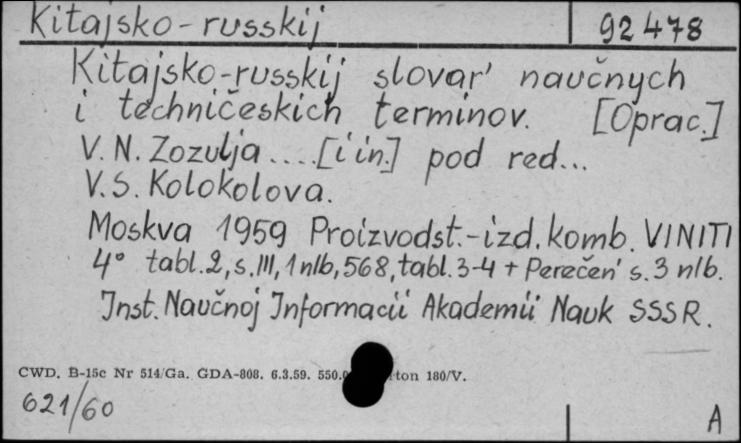 Kitajsko-russkij 92478
Kitajsko-russkij slovar' naučnych
i techničeskich terminov. [Oprac.]
V. N. Zozulja .... [i in.] pod red...
V. S. Kolokolova.
Moskva 1959 Proizvodst.-izd. komb. VINITI
4° tabl. 2, s. III, 1 nlb, 568, tabl. 3-4 + Perečen' s. 3 nlb.
Inst. Naučnoj Informacii Akademii Nauk SSSR.
CWD. B-15c Nr 514/Ga. GDA-808. 6.3.59. 550.0 ton 180/V.
621/60 A